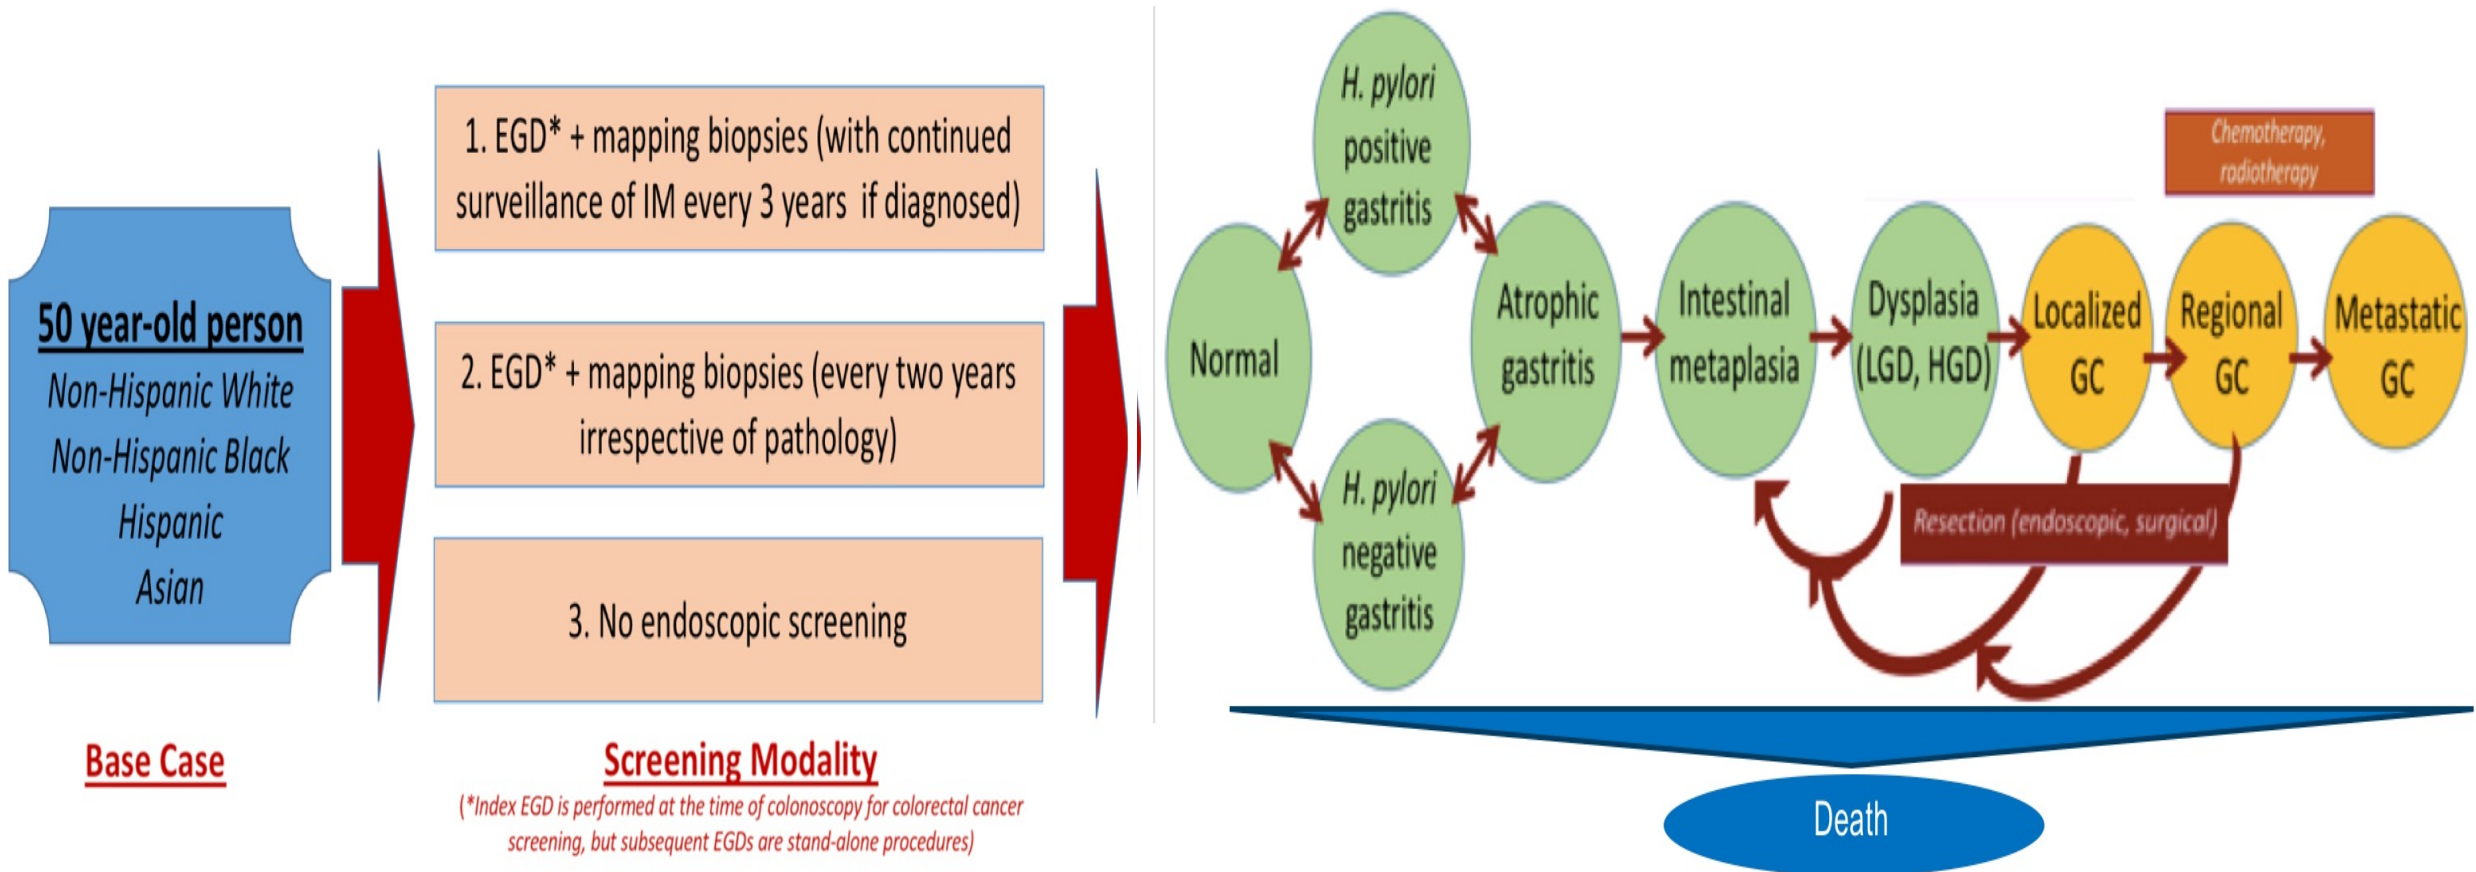 50 year-old person
Non-Hispanic White
Non-Hispanic Black
Hispanic
Asian
Base Case
1. EGD* + mapping biopsies (with continued
surveillance of IM every 3 years if diagnosed)
2. EGD* + mapping biopsies (every two years
irrespective of pathology)
3. No endoscopic screening
Screening Modality
(*Index EGD is performed at the time of colonoscopy for colorectal cancer
screening, but subsequent EGDs are stand-alone procedures)
Normal
H. pylori
positive
gastritis
H. pylori
negative
gastritis
Atrophic
gastritis
Intestinal
metaplasia
Dysplasia
(LGD, HGD)
Localized
GC
Regional
GC
Metastatic
GC
Chemotherapy,
radiotherapy
Resection (endoscopic, surgical)
Death